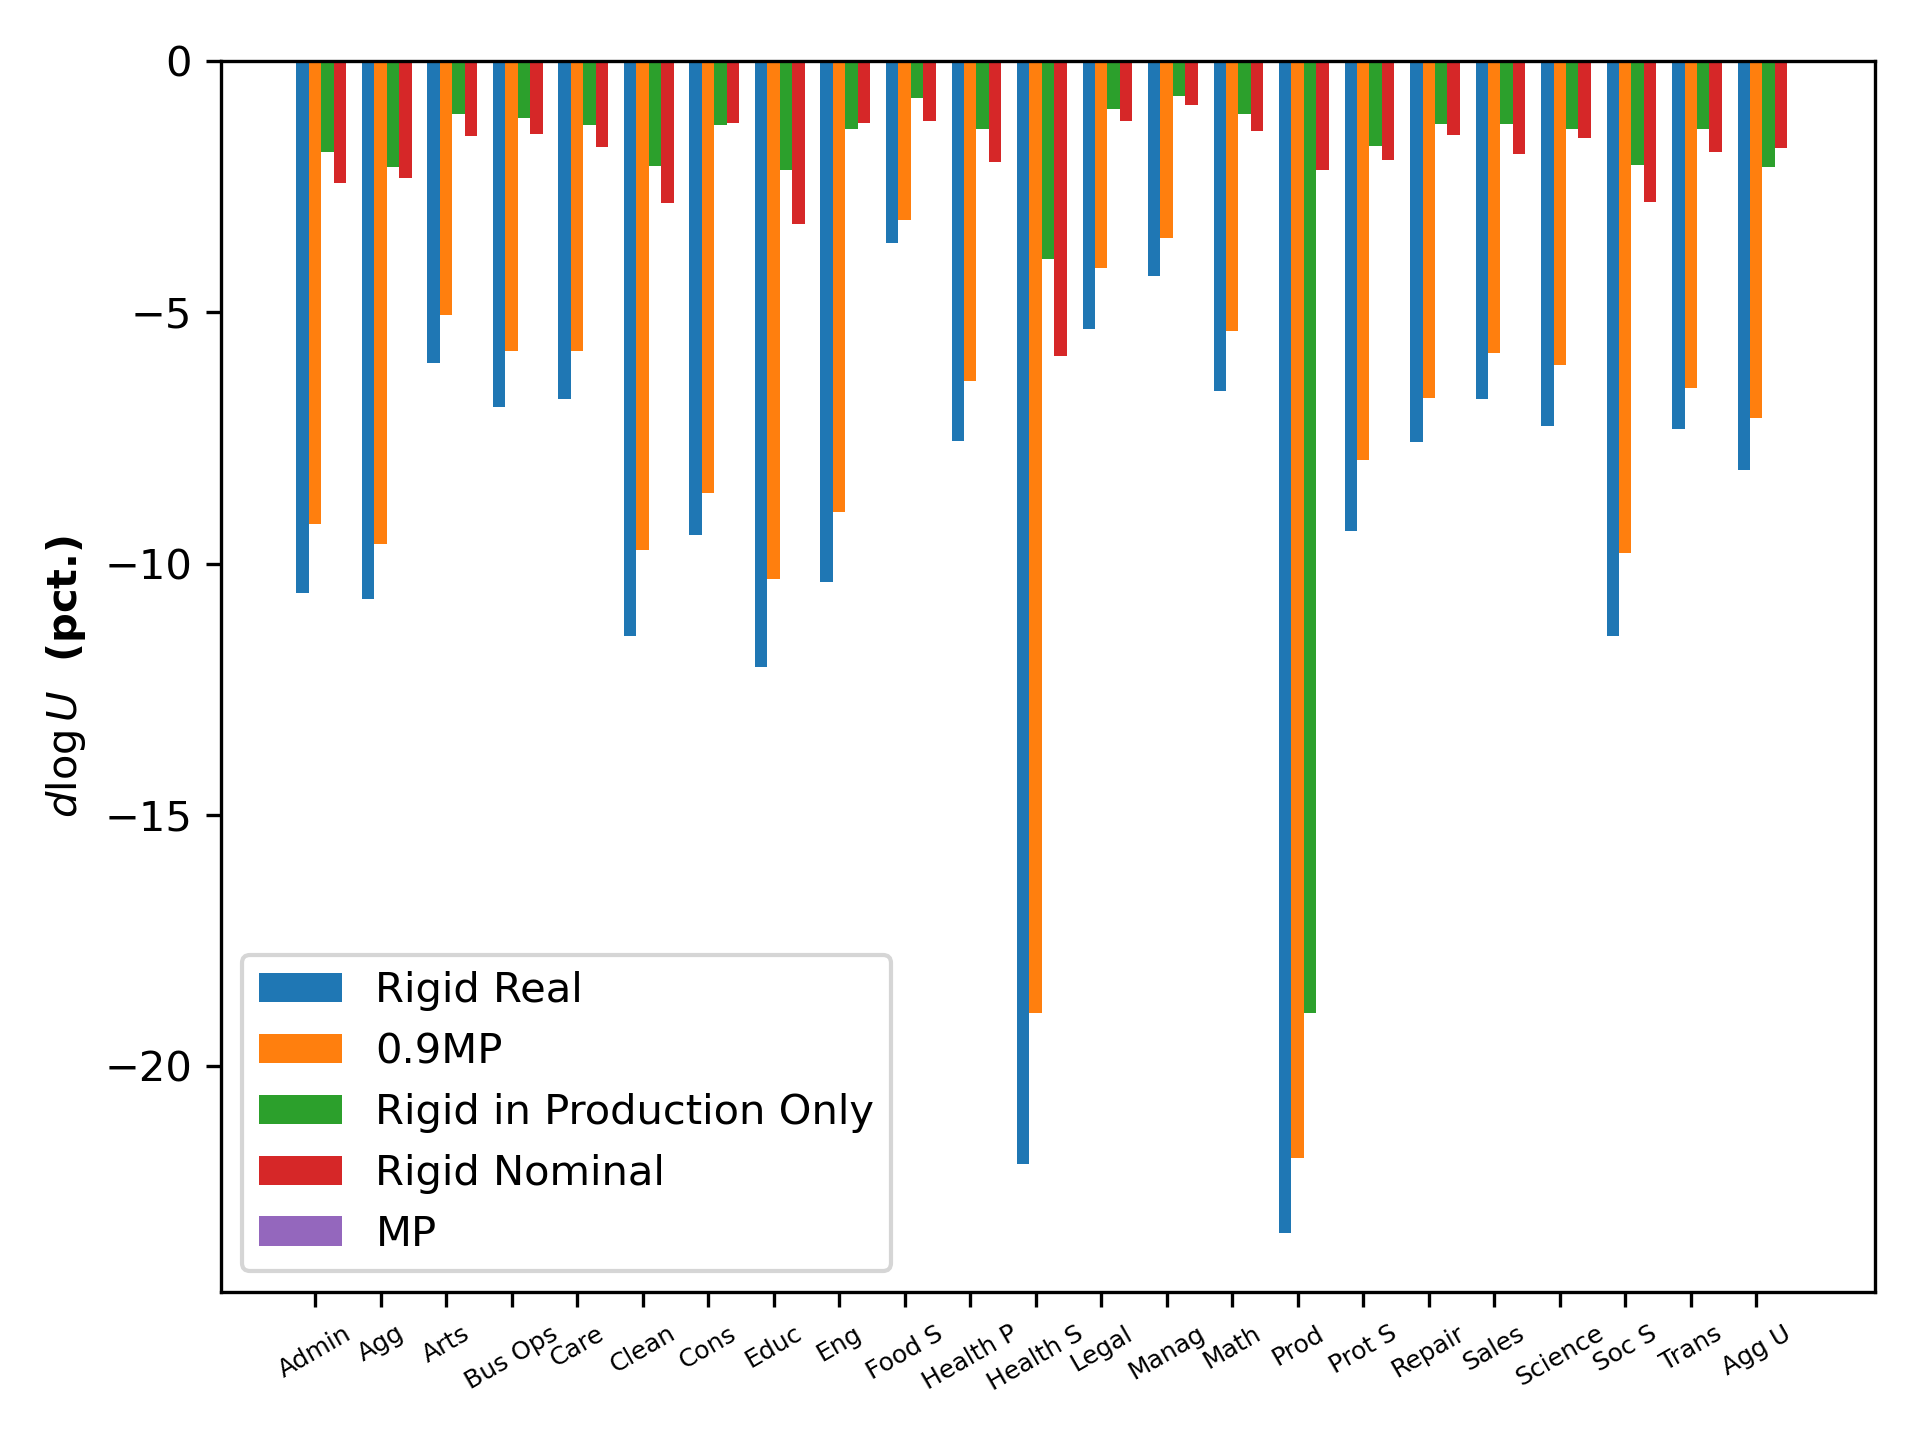 0
−5
−10
−15
−20
d log U (pct.)
Rigid Real
0.9MP
Rigid in Production Only
Rigid Nominal
MP
Admin
Agg
Arts
Bus Ops
Care
Clean
Cons
Educ
Eng
Food S
Health P
Health S
Legal
Manag
Math
Prod
Prot S
Repair
Sales
Science
Soc S
Trans
Agg U